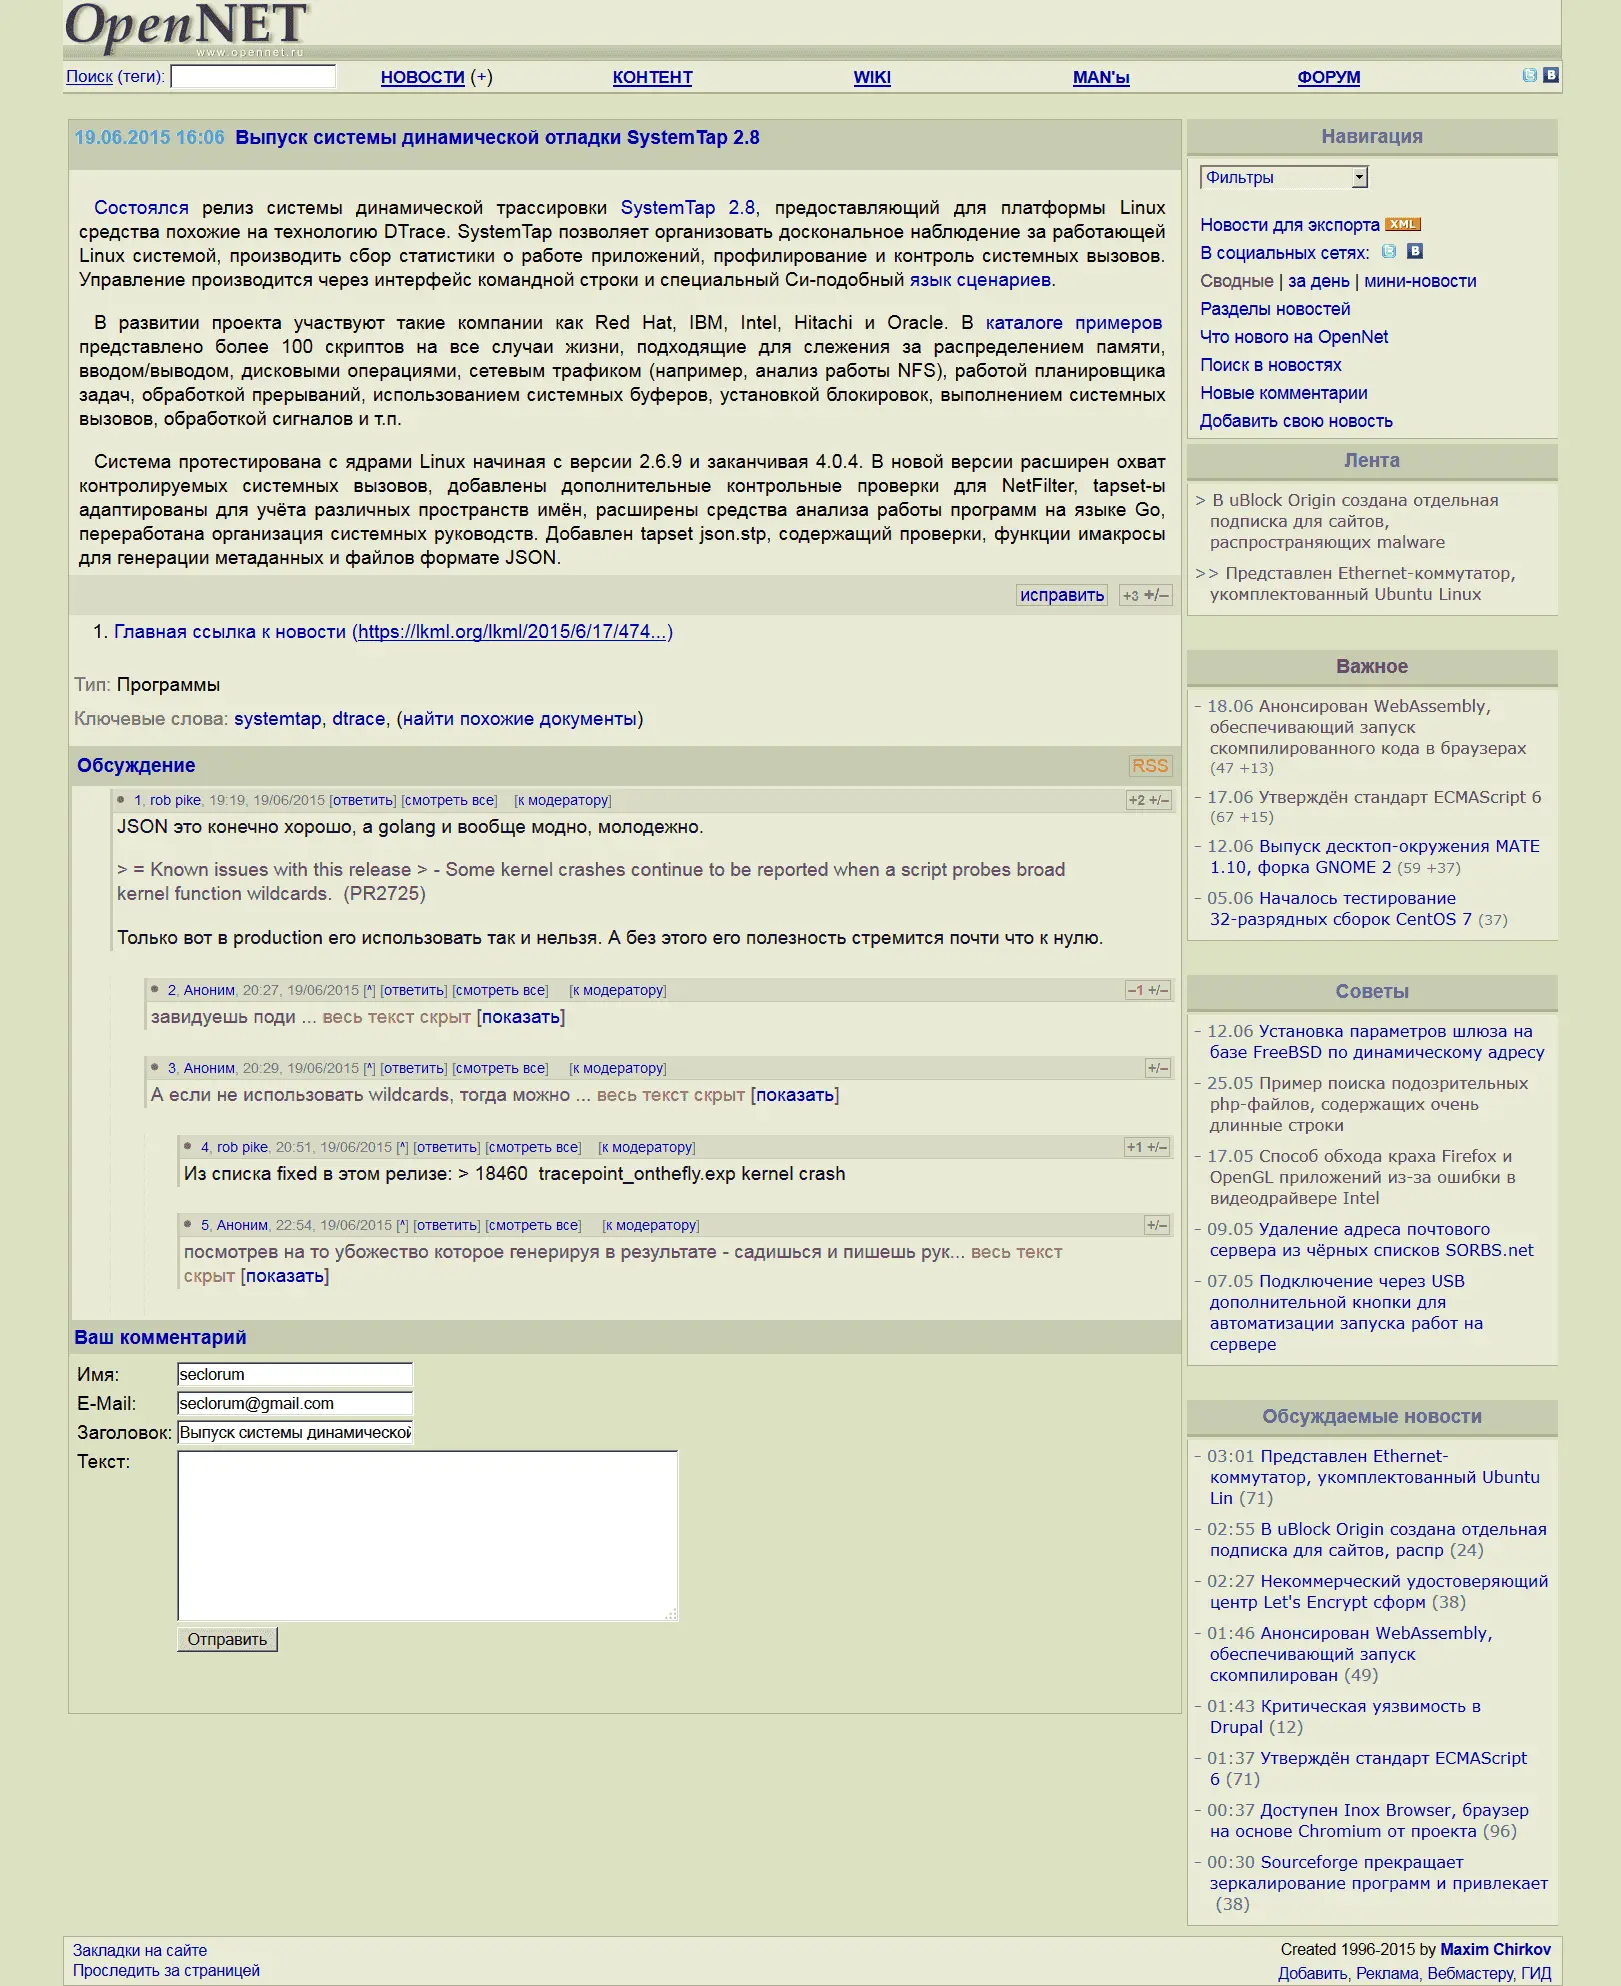 OpenNET
www.opennet.ru
Поиск (теги):
НОВОСТИ (+)
КОНТЕНТ
WIKI
MAN'ы
ФОРУМ
19.06.2015 16:06 Выпуск системы динамической отладки SystemTap 2.8
Состоялся релиз системы динамической трассировки SystemTap 2.8, предоставляющий для платформы Linux
средства похожие на технологию DTrace. SystemTap позволяет организовать доскональное наблюдение за работающей
Linux системой, производить сбор статистики о работе приложений, профилирование и контроль системных вызовов.
Управление производится через интерфейс командной строки и специальный Си-подобный язык сценариев.
В развитии проекта участвуют такие компании как Red Hat, IBM, Intel, Hitachi и Oracle. В каталоге примеров
представлено более 100 скриптов на все случаи жизни, подходящие для слежения за распределением памяти,
вводом/выводом, дисковыми операциями, сетевым трафиком (например, анализ работы NFS), работой планировщика
задач, обработкой прерываний, использованием системных буферов, установкой блокировок, выполнением системных
вызовов, обработкой сигналов и т.п.
Система протестирована с ядрами Linux начиная с версии 2.6.9 и заканчивая 4.0.4. В новой версии расширен охват
контролируемых системных вызовов, добавлены дополнительные контрольные проверки для NetFilter, tapset-ы
адаптированы для учёта различных пространств имён, расширены средства анализа работы программ на языке Go,
переработана организация системных руководств. Добавлен tapset json.stp, содержащий проверки, функции имакросы
для генерации метаданных и файлов формате JSON.
исправить +3 +/–
1. Главная ссылка к новости (https://lkml.org/lkml/2015/6/17/474...)
Тип: Программы
Ключевые слова: systemtap, dtrace, (найти похожие документы)
Обсуждение
RSS
1, rob pike, 19:19, 19/06/2015 [ответить] [смотреть все] [к модератору]
+2 +/–
JSON это конечно хорошо, а golang и вообще модно, молодежно.
> = Known issues with this release > - Some kernel crashes continue to be reported when a script probes broad
kernel function wildcards. (PR2725)
Только вот в production его использовать так и нельзя. А без этого его полезность стремится почти что к нулю.
2, Аноним, 20:27, 19/06/2015 [^] [ответить] [смотреть все] [к модератору]
–1 +/–
завидуешь поди ... весь текст скрыт [показать]
3, Аноним, 20:29, 19/06/2015 [^] [ответить] [смотреть все] [к модератору]
+/–
А если не использовать wildcards, тогда можно ... весь текст скрыт [показать]
4, rob pike, 20:51, 19/06/2015 [^] [ответить] [смотреть все] [к модератору]
+1 +/–
Из списка fixed в этом релизе: > 18460 tracepoint_onthefly.exp kernel crash
5, Аноним, 22:54, 19/06/2015 [^] [ответить] [смотреть все] [к модератору]
+/–
посмотрев на то убожество которое генерируя в результате - садишься и пишешь рук... весь текст
скрыт [показать]
Ваш комментарий
Имя: seclorum
E-Mail: seclorum@gmail.com
Заголовок: Выпуск системы динамической
Текст:
Отправить
Навигация
Фильтры
Новости для экспорта XML
В социальных сетях:
Сводные | за день | мини-новости
Разделы новостей
Что нового на OpenNet
Поиск в новостях
Новые комментарии
Добавить свою новость
Лента
> В uBlock Origin создана отдельная
подписка для сайтов,
распространяющих malware
>> Представлен Ethernet-коммутатор,
укомплектованный Ubuntu Linux
Важное
- 18.06 Анонсирован WebAssembly,
обеспечивающий запуск
скомпилированного кода в браузерах
(47 +13)
- 17.06 Утверждён стандарт ECMAScript 6
(67 +15)
- 12.06 Выпуск десктоп-окружения MATE
1.10, форка GNOME 2 (59 +37)
- 05.06 Началось тестирование
32-разрядных сборок CentOS 7 (37)
Советы
- 12.06 Установка параметров шлюза на
базе FreeBSD по динамическому адресу
- 25.05 Пример поиска подозрительных
php-файлов, содержащих очень
длинные строки
- 17.05 Способ обхода краха Firefox и
OpenGL приложений из-за ошибки в
видеодрайвере Intel
- 09.05 Удаление адреса почтового
сервера из чёрных списков SORBS.net
- 07.05 Подключение через USB
дополнительной кнопки для
автоматизации запуска работ на
сервере
Обсуждаемые новости
- 03:01 Представлен Ethernet-
коммутатор, укомплектованный Ubuntu
Lin (71)
- 02:55 В uBlock Origin создана отдельная
подписка для сайтов, распр (24)
- 02:27 Некоммерческий удостоверяющий
центр Let's Encrypt сформ (38)
- 01:46 Анонсирован WebAssembly,
обеспечивающий запуск
скомпилирован (49)
- 01:43 Критическая уязвимость в
Drupal (12)
- 01:37 Утверждён стандарт ECMAScript
6 (71)
- 00:37 Доступен Inox Browser, браузер
на основе Chromium от проекта (96)
- 00:30 Sourceforge прекращает
зеркалирование программ и привлекает
(38)
Закладки на сайте
Проследить за страницей
Created 1996-2015 by Maxim Chirkov
Добавить, Реклама, Вебмастеру, ГИД